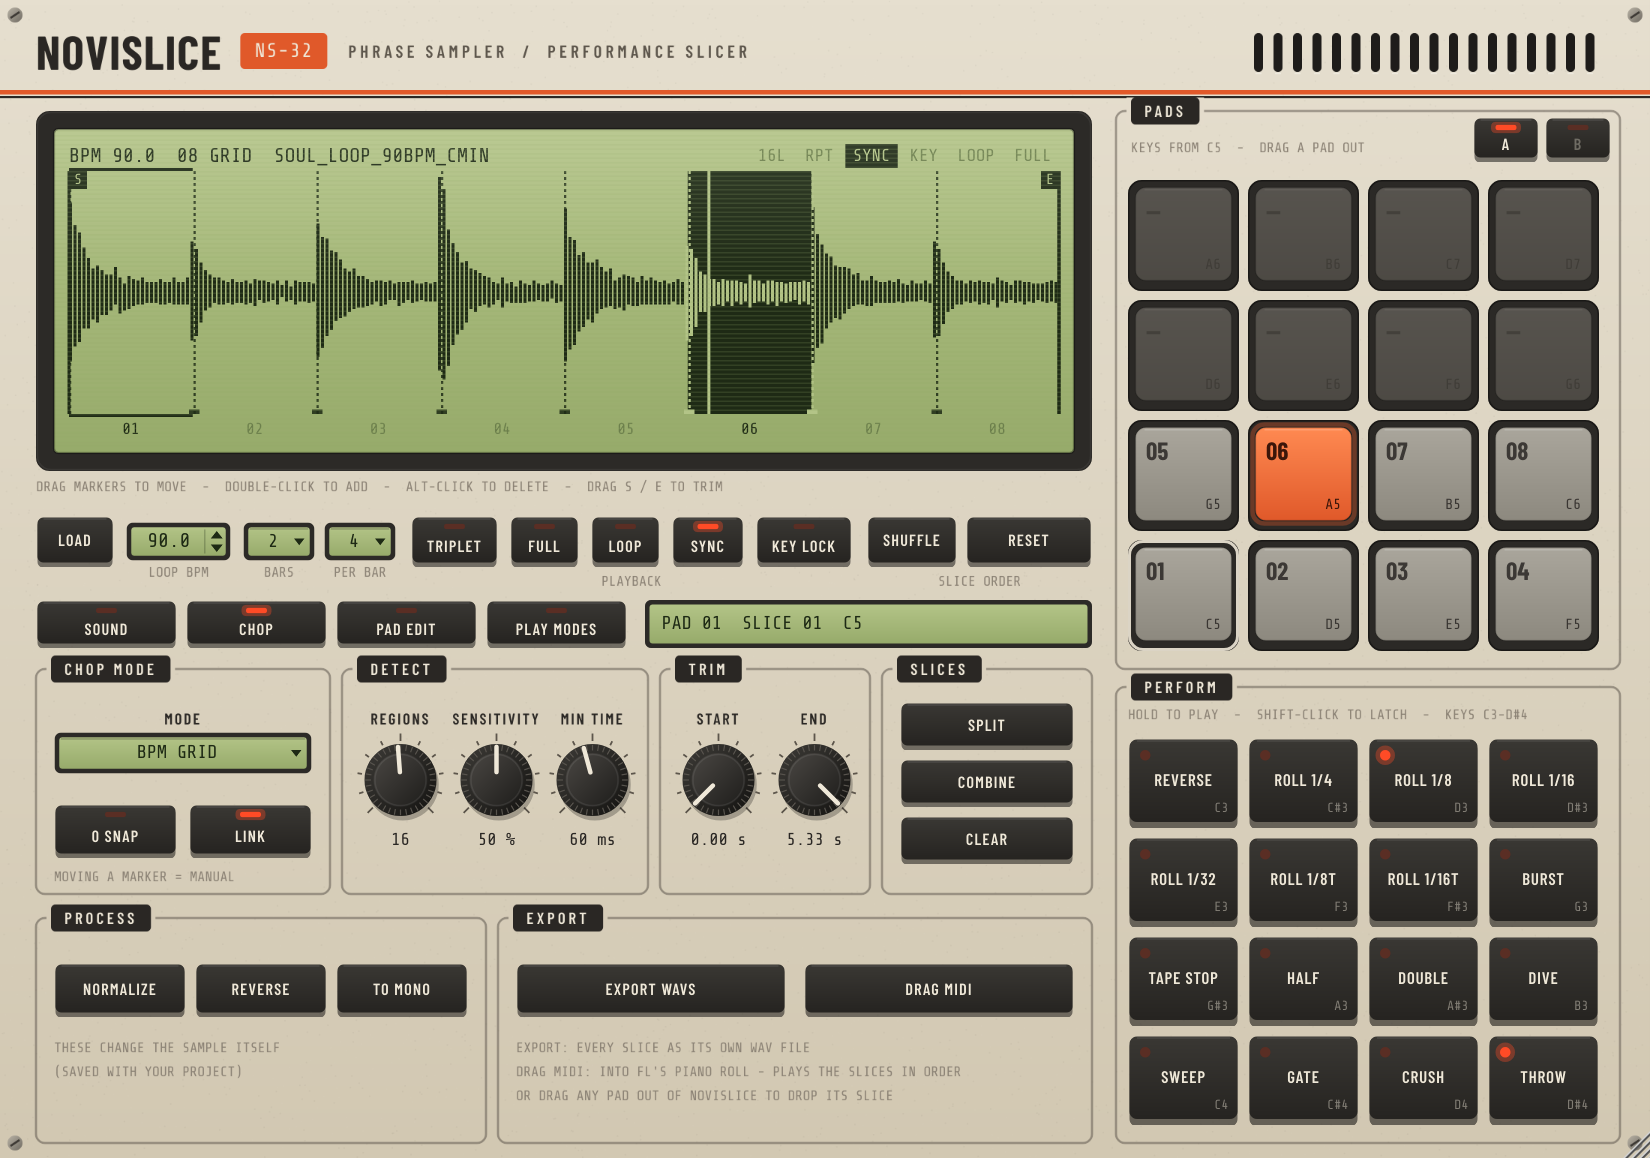 NOVISLICE NS-32 PHRASE SAMPLER / PERFORMANCE SLICER
BPM 90.0 08 GRID SOUL_LOOP_90BPM_CMIN 16L RPT SYNC KEY LOOP FULL
S E
01 02 03 04 05 06 07 08
DRAG MARKERS TO MOVE - DOUBLE-CLICK TO ADD - ALT-CLICK TO DELETE - DRAG S / E TO TRIM
LOAD 90.0 2 4 TRIPLET FULL LOOP SYNC KEY LOCK SHUFFLE RESET
LOOP BPM BARS PER BAR PLAYBACK SLICE ORDER
SOUND CHOP PAD EDIT PLAY MODES PAD 01 SLICE 01 C5
CHOP MODE
MODE
BPM GRID
0 SNAP LINK
MOVING A MARKER = MANUAL
DETECT
REGIONS SENSITIVITY MIN TIME
16 50 % 60 ms
TRIM
START END
0.00 s 5.33 s
SLICES
SPLIT
COMBINE
CLEAR
PROCESS
NORMALIZE REVERSE TO MONO
THESE CHANGE THE SAMPLE ITSELF
(SAVED WITH YOUR PROJECT)
EXPORT
EXPORT WAVS DRAG MIDI
EXPORT: EVERY SLICE AS ITS OWN WAV FILE
DRAG MIDI: INTO FL'S PIANO ROLL - PLAYS THE SLICES IN ORDER
OR DRAG ANY PAD OUT OF NOVISLICE TO DROP ITS SLICE
PADS
KEYS FROM C5 - DRAG A PAD OUT A B
— — — —
A6 B6 C7 D7
— — — —
D6 E6 F6 G6
05 06 07 08
G5 A5 B5 C6
01 02 03 04
C5 D5 E5 F5
PERFORM
HOLD TO PLAY - SHIFT-CLICK TO LATCH - KEYS C3-D#4
REVERSE ROLL 1/4 ROLL 1/8 ROLL 1/16
C3 C#3 D3 D#3
ROLL 1/32 ROLL 1/8T ROLL 1/16T BURST
E3 F3 F#3 G3
TAPE STOP HALF DOUBLE DIVE
G#3 A3 A#3 B3
SWEEP GATE CRUSH THROW
C4 C#4 D4 D#4